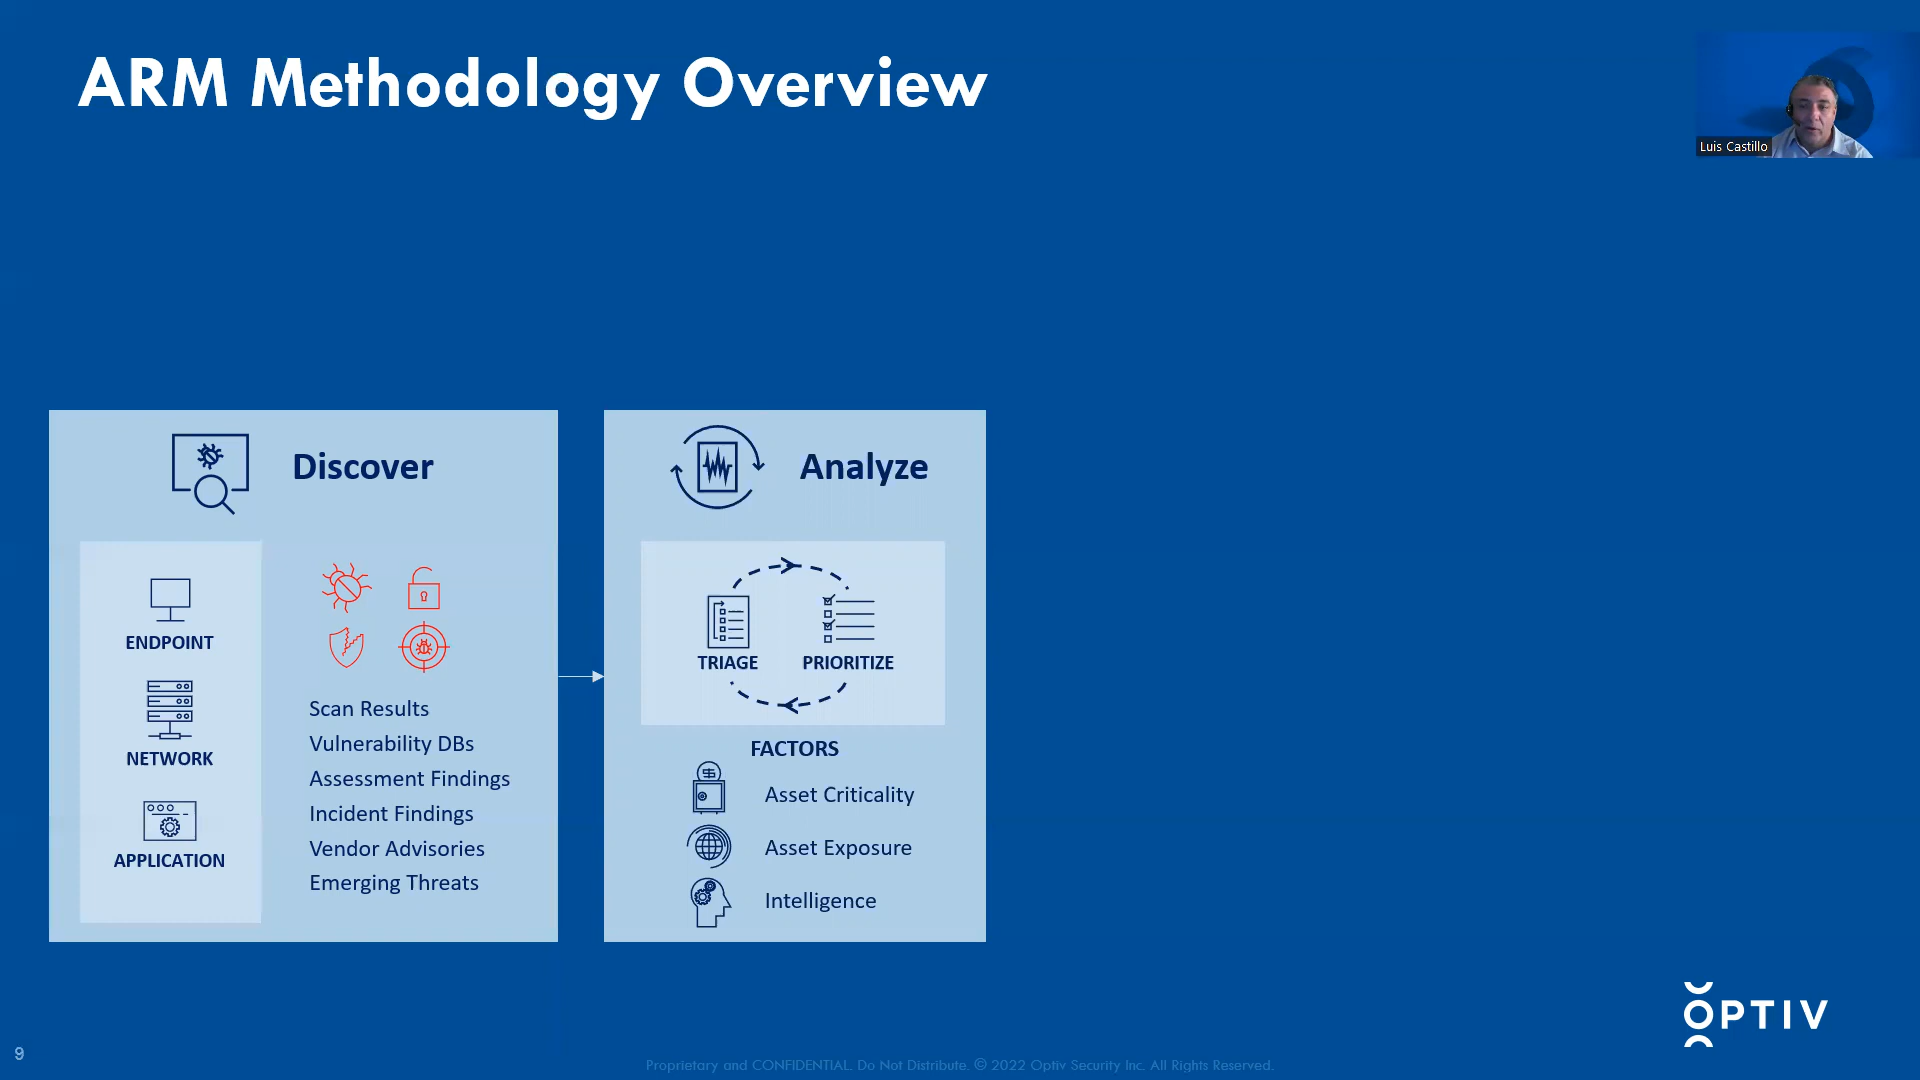 ARM Methodology Overview
Luis Castillo
Discover
ENDPOINT
NETWORK
APPLICATION
Scan Results
Vulnerability DBs
Assessment Findings
Incident Findings
Vendor Advisories
Emerging Threats
Analyze
TRIAGE
PRIORITIZE
FACTORS
Asset Criticality
Asset Exposure
Intelligence
OPTIV
9
Proprietary and CONFIDENTIAL. Do Not Distribute. © 2022 Optiv Security Inc. All Rights Reserved.